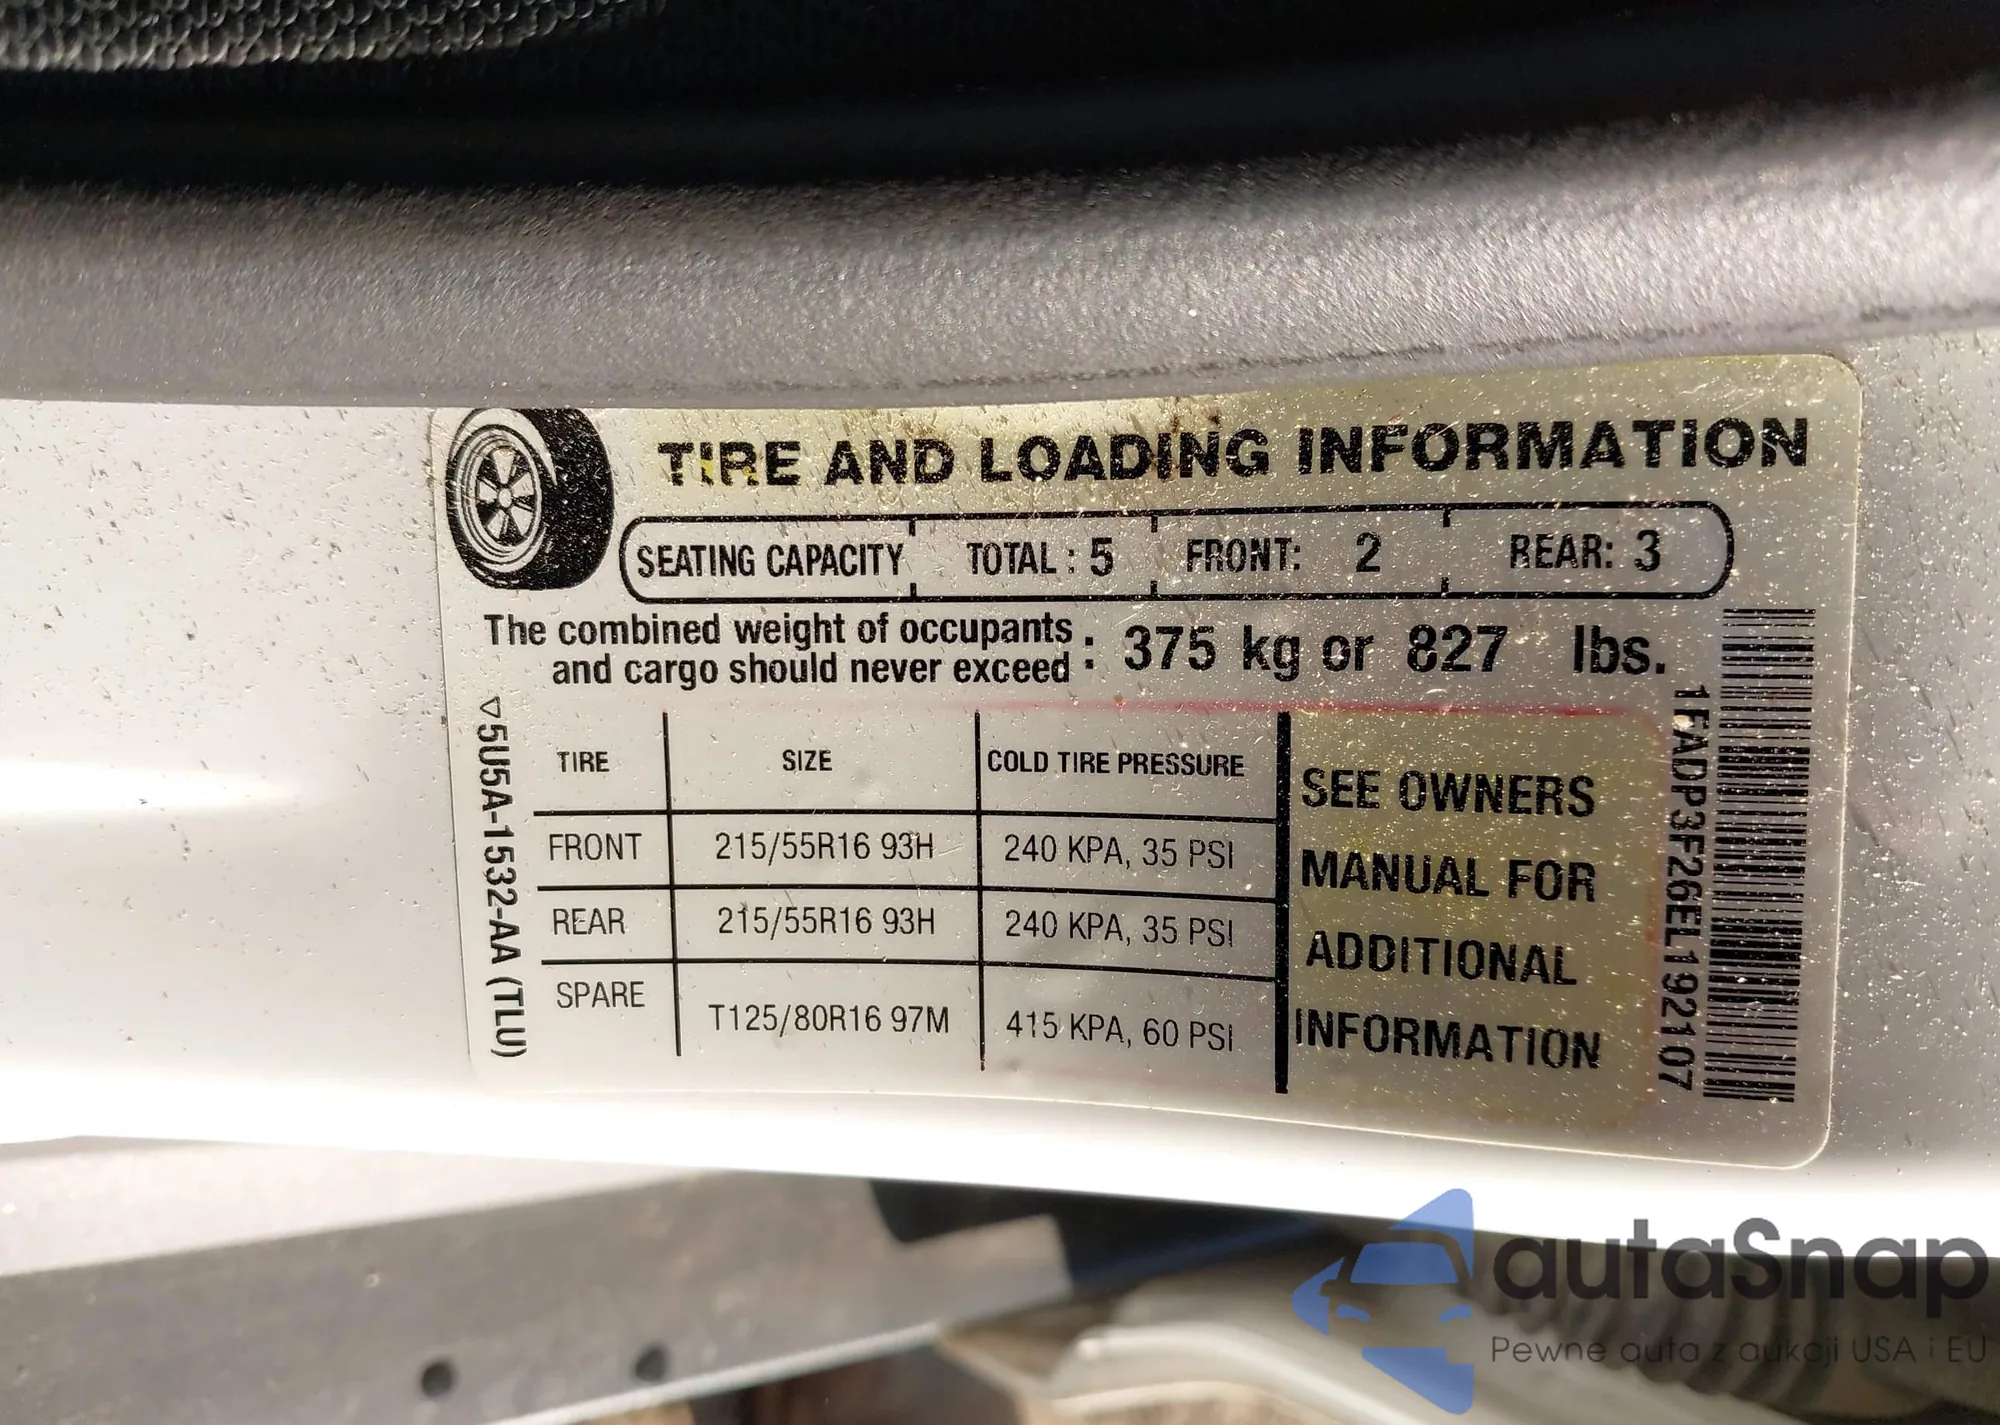 TIRE AND LOADING INFORMATION
SEATING CAPACITY TOTAL : 5 FRONT: 2 REAR: 3
The combined weight of occupants
and cargo should never exceed : 375 kg or 827 lbs.
TIRE SIZE COLD TIRE PRESSURE
FRONT 215/55R16 93H 240 KPA, 35 PSI
REAR 215/55R16 93H 240 KPA, 35 PSI
SPARE T125/80R16 97M 415 KPA, 60 PSI
SEE OWNERS
MANUAL FOR
ADDITIONAL
INFORMATION
5U5A-1532-AA (TLU)
1FADP3F26EL192107
autaSnap
Pewne auta z aukcji USA i EU